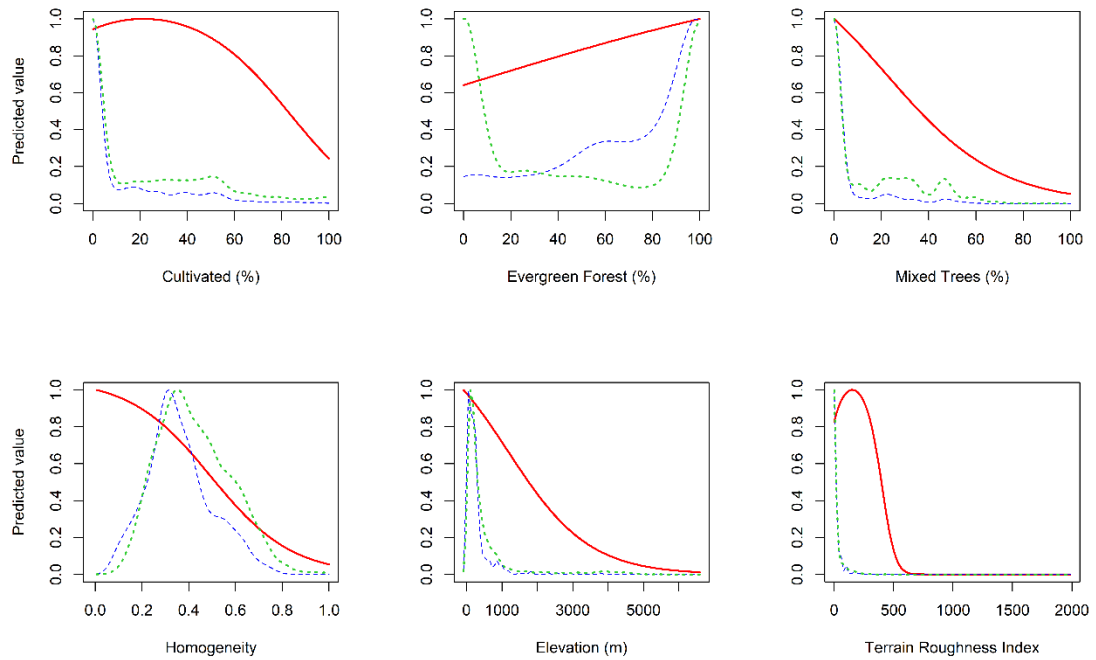 Predicted value
0.0 0.2 0.4 0.6 0.8 1.0
0 20 40 60 80 100
Cultivated (%)
0.0 0.2 0.4 0.6 0.8 1.0
0 20 40 60 80 100
Evergreen Forest (%)
0.0 0.2 0.4 0.6 0.8 1.0
0 20 40 60 80 100
Mixed Trees (%)
Predicted value
0.0 0.2 0.4 0.6 0.8 1.0
0.0 0.2 0.4 0.6 0.8 1.0
Homogeneity
0.0 0.2 0.4 0.6 0.8 1.0
0 1000 3000 5000
Elevation (m)
0.0 0.2 0.4 0.6 0.8 1.0
0 500 1000 1500 2000
Terrain Roughness Index